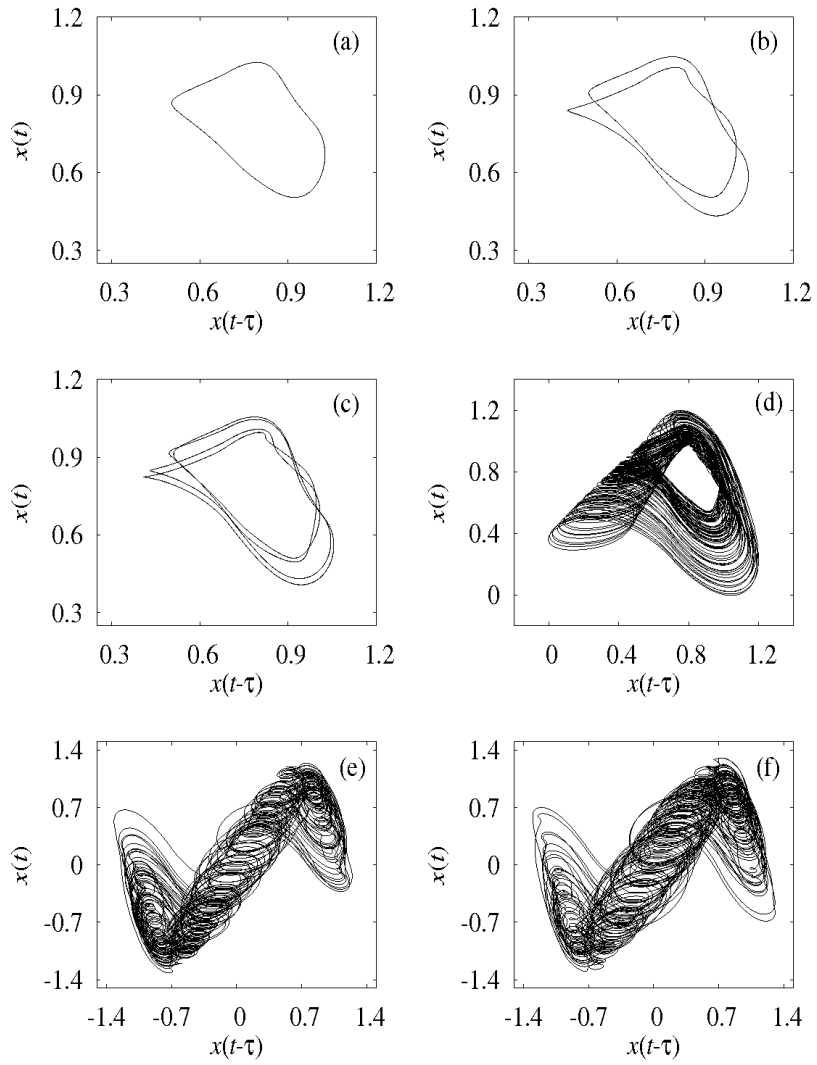 1.2
0.9
0.6
0.3
x(t)
(a)
0.3 0.6 0.9 1.2
x(t-τ)
1.2
0.9
0.6
0.3
x(t)
(b)
0.3 0.6 0.9 1.2
x(t-τ)
1.2
0.9
0.6
0.3
x(t)
(c)
0.3 0.6 0.9 1.2
x(t-τ)
1.2
0.8
0.4
0
x(t)
(d)
0 0.4 0.8 1.2
x(t-τ)
1.4
0.7
0
-0.7
-1.4
x(t)
(e)
-1.4 -0.7 0 0.7 1.4
x(t-τ)
1.4
0.7
0
-0.7
-1.4
x(t)
(f)
-1.4 -0.7 0 0.7 1.4
x(t-τ)